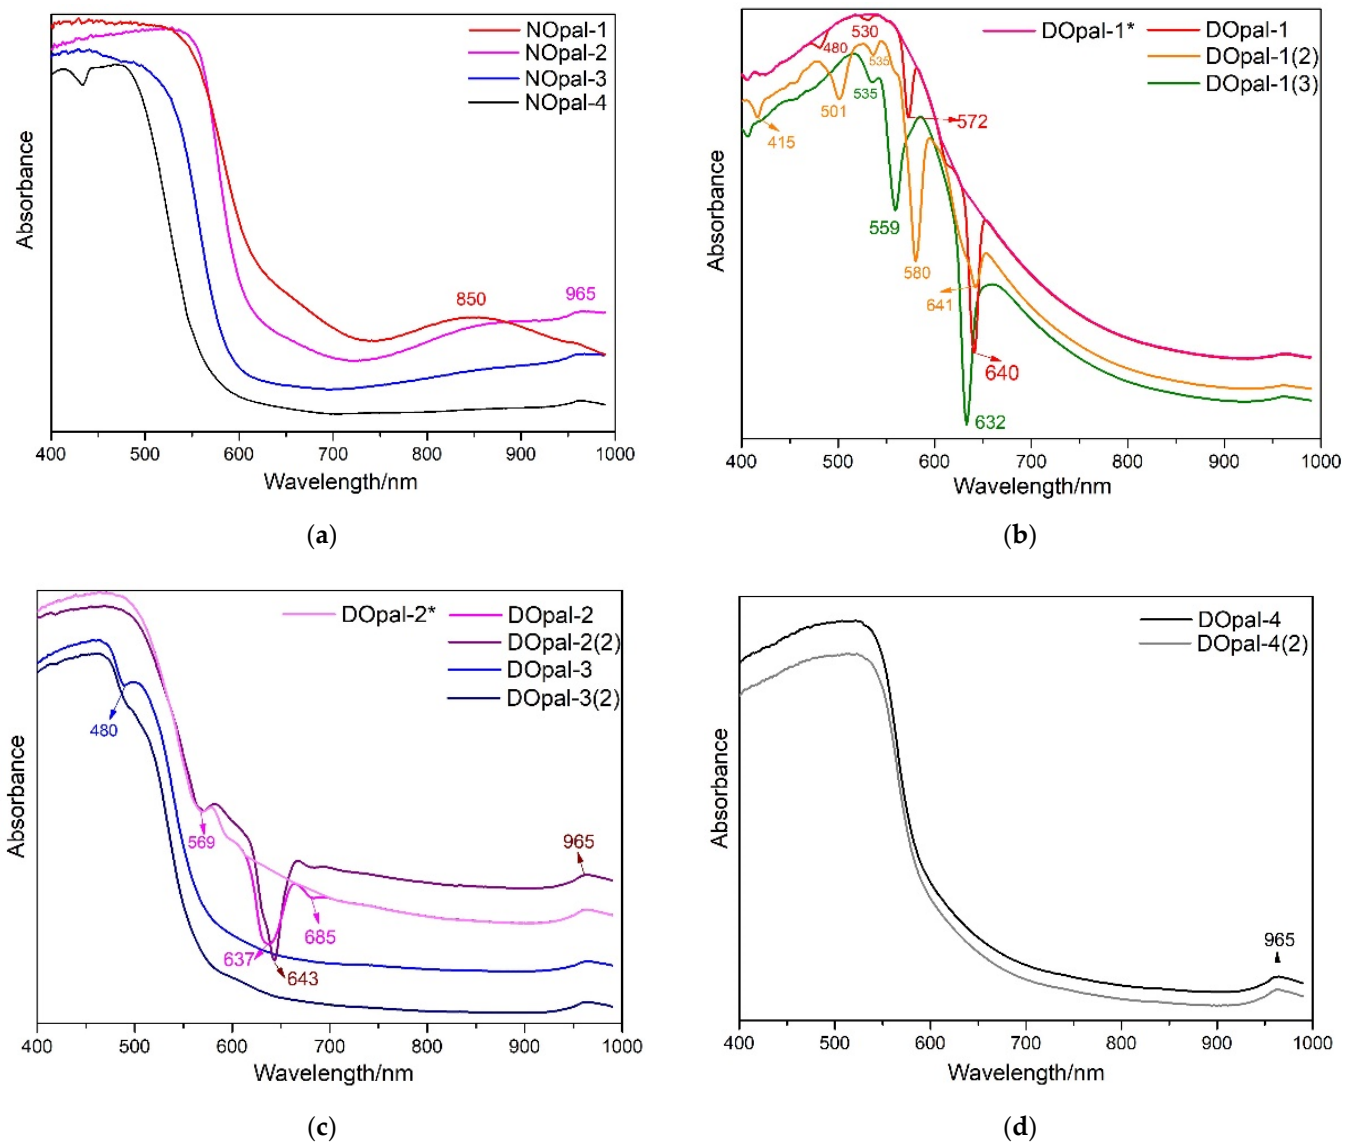 NOpal-1
NOpal-2
NOpal-3
NOpal-4
850
965
Absorbance
400 500 600 700 800 900 1000
Wavelength/nm
(a)
DOpal-1* DOpal-1
DOpal-1(2)
DOpal-1(3)
530
480
535
535
501
415
572
559
580
641
640
632
Absorbance
400 500 600 700 800 900 1000
Wavelength/nm
(b)
DOpal-2* DOpal-2
DOpal-2(2)
DOpal-3
DOpal-3(2)
480
569
965
685
637
643
Absorbance
400 500 600 700 800 900 1000
Wavelength/nm
(c)
DOpal-4
DOpal-4(2)
965
Absorbance
400 500 600 700 800 900 1000
Wavelength/nm
(d)